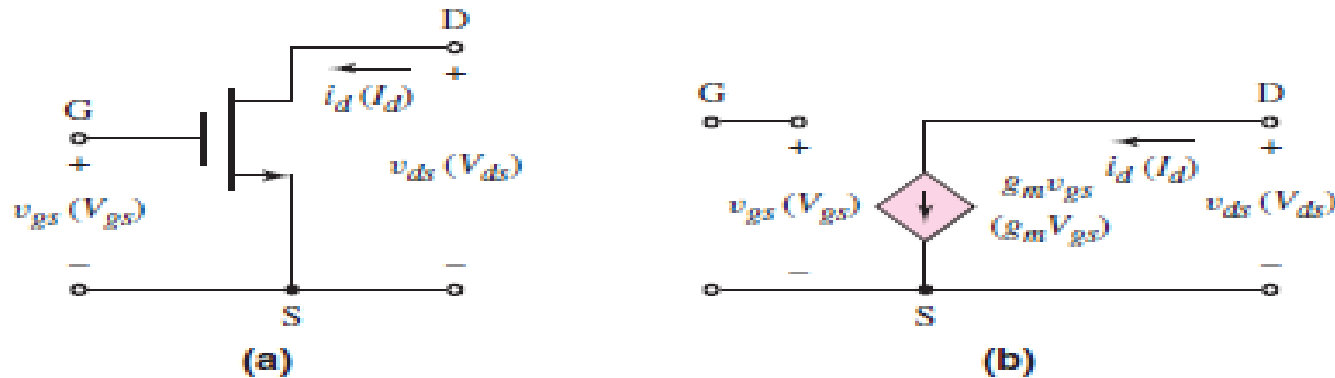 D
+
i_d (I_d)
G
+
v_ds (V_ds)
v_gs (V_gs)
−
−
S
(a)
G
D
+
+
i_d (I_d)
g_m v_gs
v_gs (V_gs)
(g_m V_gs)
v_ds (V_ds)
−
−
S
(b)